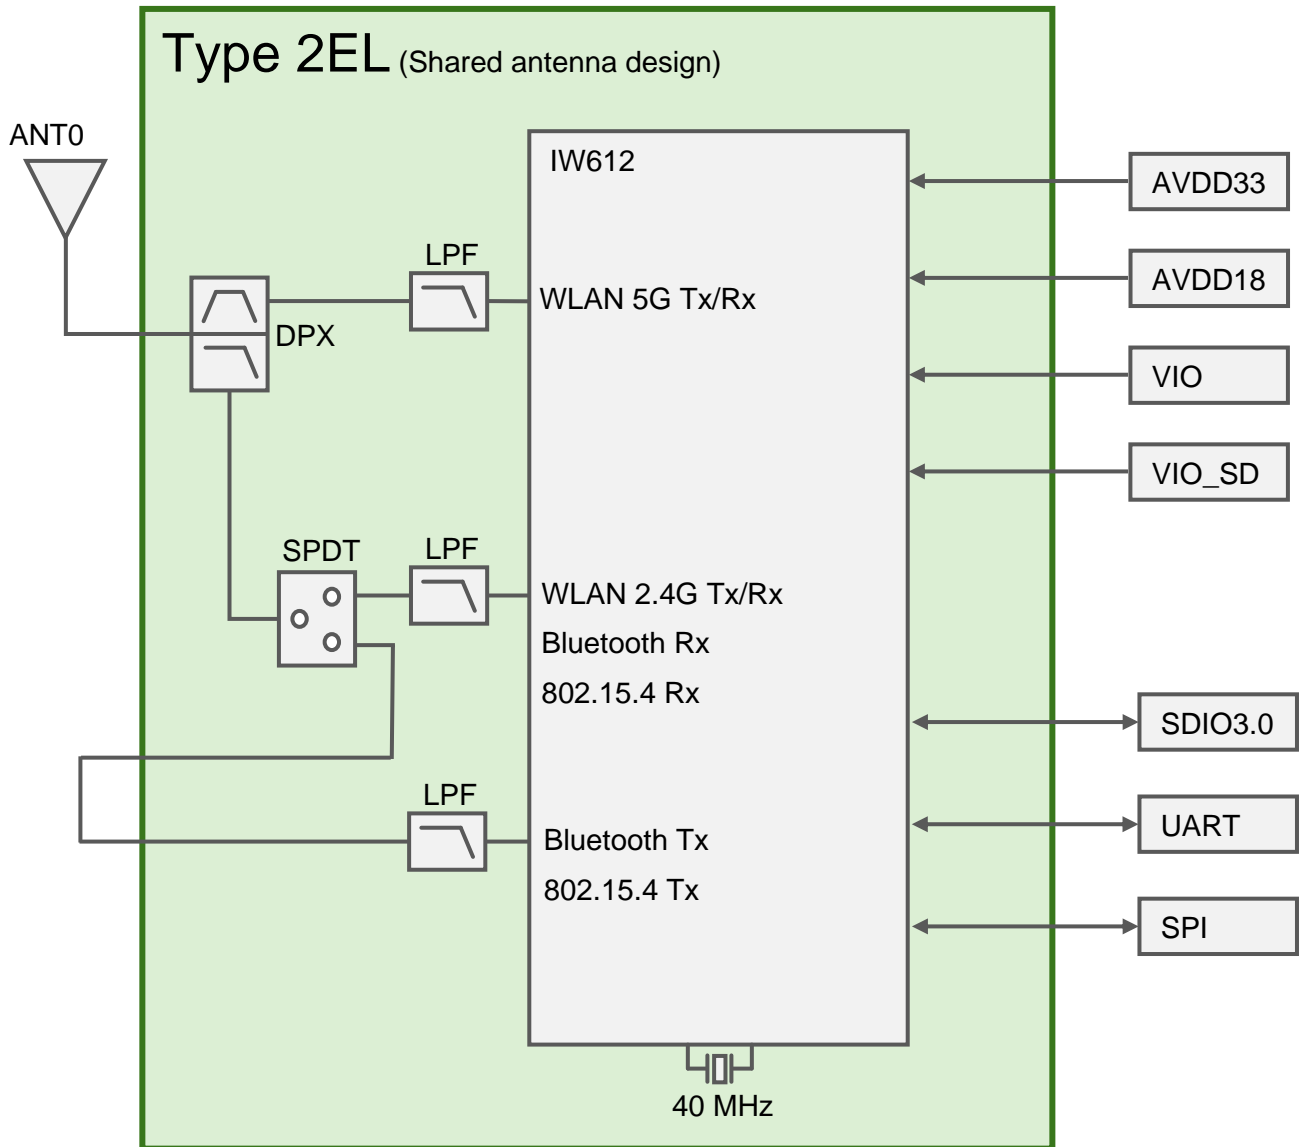 Type 2EL (Shared antenna design)
ANT0
IW612
AVDD33
LPF
AVDD18
WLAN 5G Tx/Rx
DPX
VIO
VIO_SD
SPDT
LPF
WLAN 2.4G Tx/Rx
Bluetooth Rx
802.15.4 Rx
SDIO3.0
LPF
UART
Bluetooth Tx
802.15.4 Tx
SPI
40 MHz